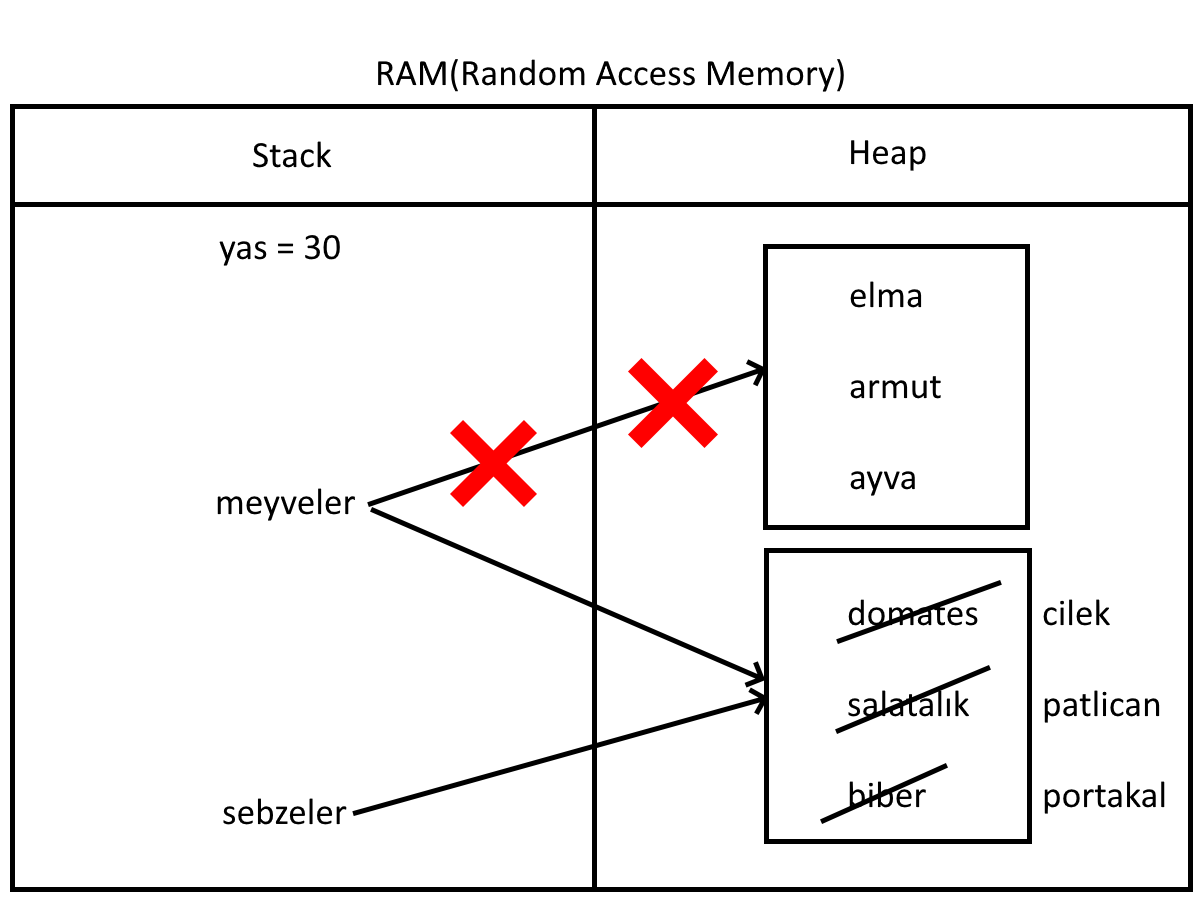 RAM(Random Access Memory)
Stack
Heap
yas = 30
elma
armut
ayva
meyveler
domates cilek
salatalık patlican
biber portakal
sebzeler